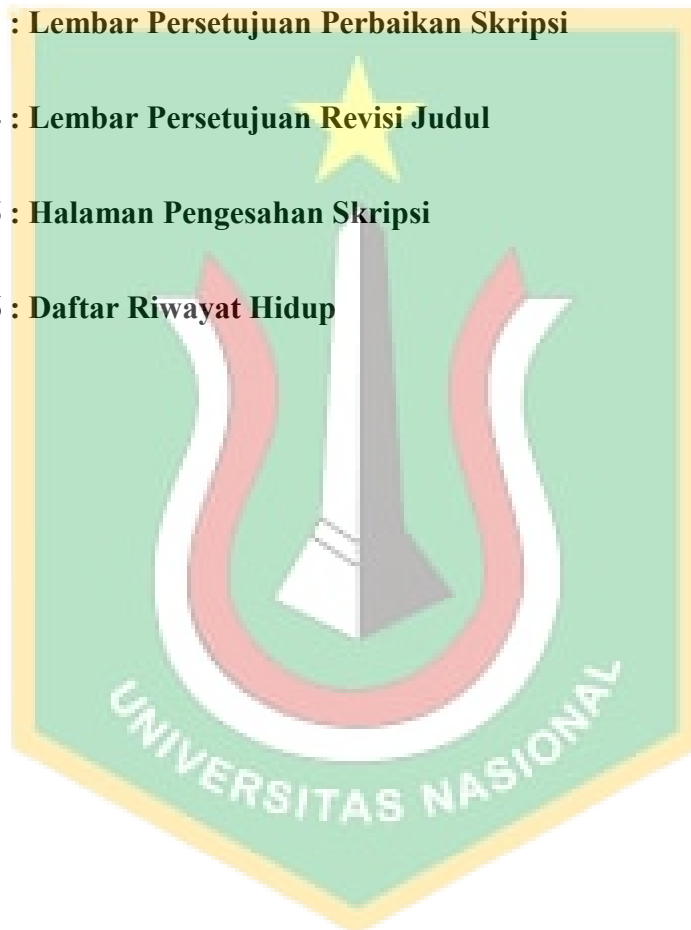 : Lembar Persetujuan Perbaikan Skripsi
: Lembar Persetujuan Revisi Judul
: Halaman Pengesahan Skripsi
: Daftar Riwayat Hidup
UNIVERSITAS NASIONAL